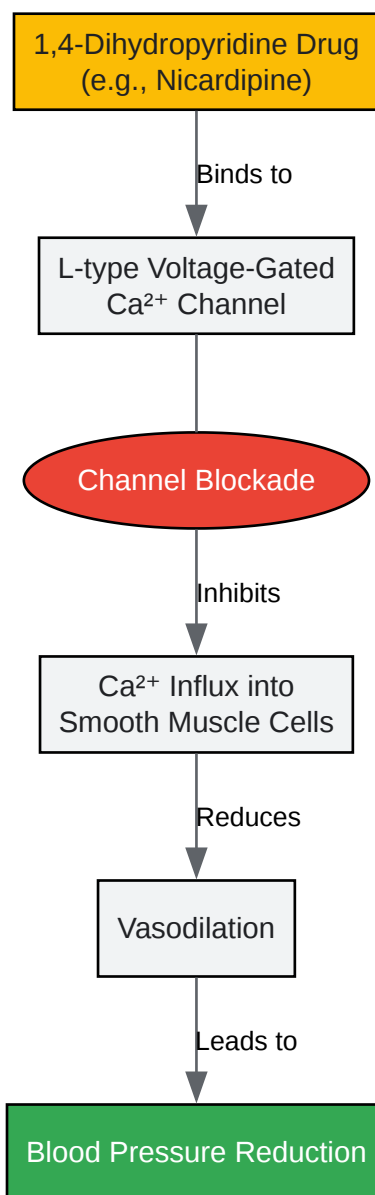 1,4-Dihydropyridine Drug
(e.g., Nicardipine)
Binds to
L-type Voltage-Gated
Ca²⁺ Channel
Channel Blockade
Inhibits
Ca²⁺ Influx into
Smooth Muscle Cells
Reduces
Vasodilation
Leads to
Blood Pressure Reduction